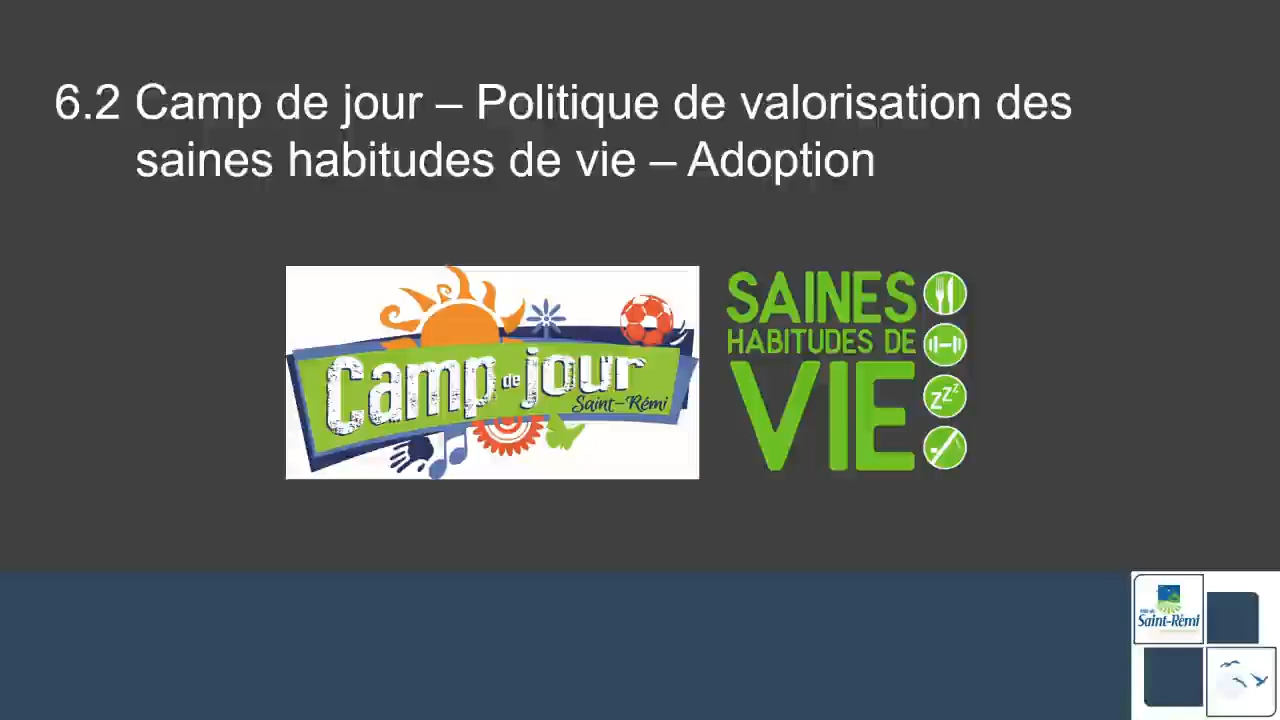 6.2 Camp de jour – Politique de valorisation des
saines habitudes de vie – Adoption
Camp de jour
Saint-Rémi
SAINES
HABITUDES DE
VIE
zzz
Saint-Rémi